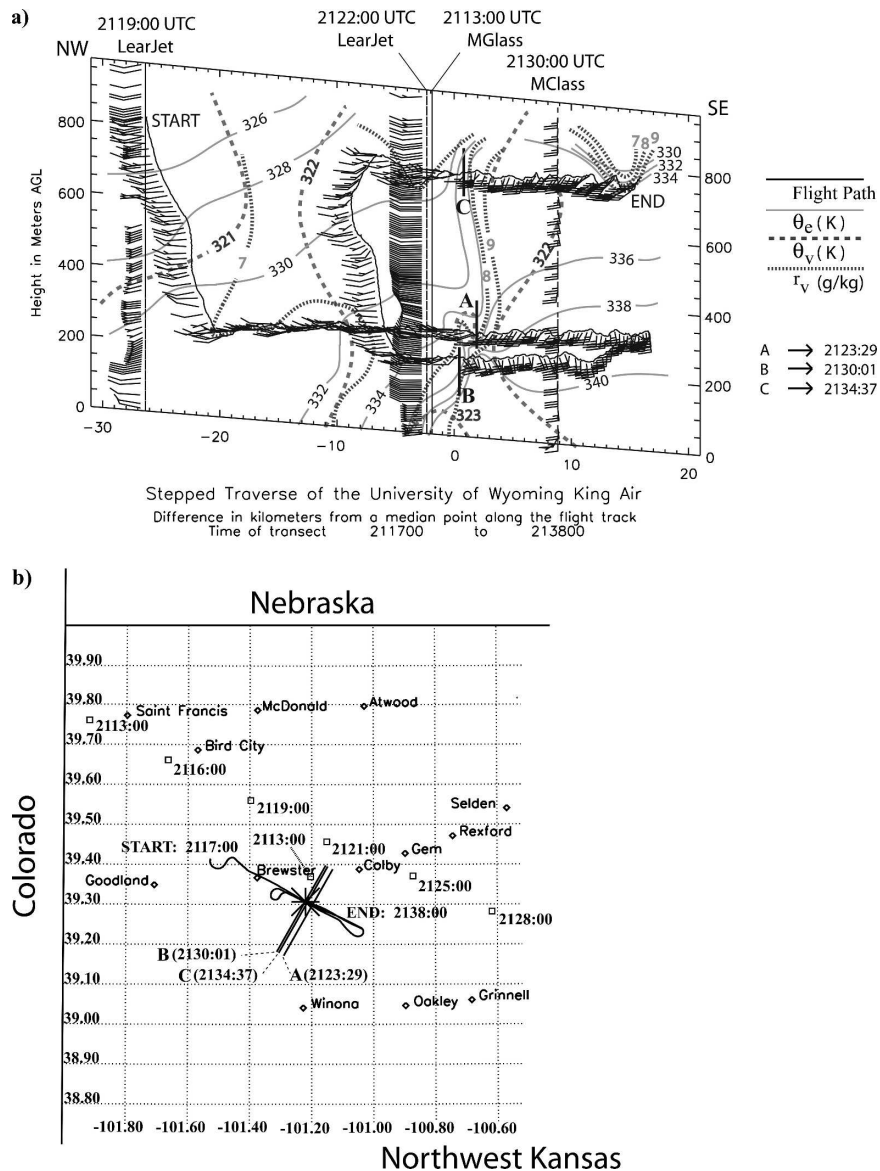 a)
2119:00 UTC
LearJet
2122:00 UTC
LearJet
2113:00 UTC
MGlass
2130:00 UTC
MClass
NW
SE
START
END
Height in Meters AGL
800
600
400
200
0
800
600
400
200
0
-30
-20
-10
0
10
20
326
328
330
321
322
7
332
334
9
8
322
336
338
340
323
7
8
9
330
332
334
A
B
C
Flight Path
θe (K)
θv (K)
rv (g/kg)
A → 2123:29
B → 2130:01
C → 2134:37
Stepped Traverse of the University of Wyoming King Air
Difference in kilometers from a median point along the flight track
Time of transect 211700 to 213800
b)
Nebraska
Colorado
39.90
39.80
39.70
39.60
39.50
39.40
39.30
39.20
39.10
39.00
38.90
38.80
Saint Francis
McDonald
Atwood
2113:00
Bird City
2116:00
2119:00
Selden
2113:00
2121:00
Rexford
START: 2117:00
Gem
Brewster
Colby
Goodland
2125:00
END: 2138:00
2128:00
B (2130:01)
C (2134:37)
A (2123:29)
Winona
Oakley
Grinnell
-101.80
-101.60
-101.40
-101.20
-101.00
-100.80
-100.60
Northwest Kansas